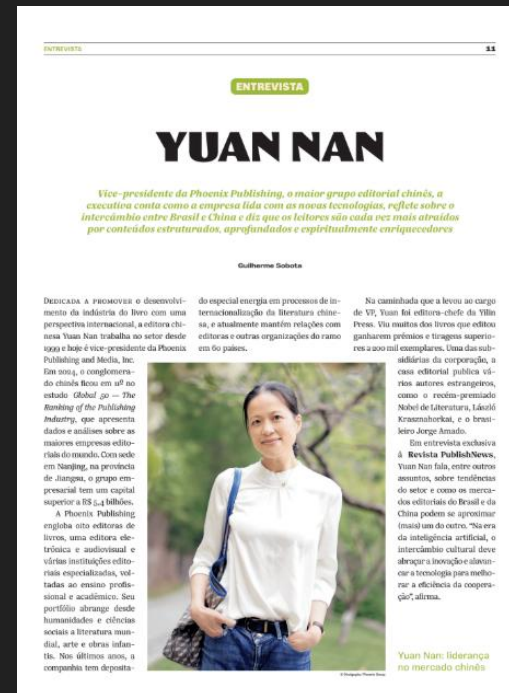 ENTREVISTA
11
ENTREVISTA
YUAN NAN
Vice-presidente da Phoenix Publishing, o maior grupo editorial chinês, a
executiva conta como a empresa lida com as novas tecnologias, reflete sobre o
intercâmbio entre Brasil e China e diz que os leitores são cada vez mais atraídos
por conteúdos estruturados, aprofundados e espiritualmente enriquecedores
Guilherme Sobota
DEDICADA A PROMOVER o desenvolvi-
mento da indústria do livro com uma
perspectiva internacional, a editora chi-
nesa Yuan Nan trabalha no setor desde
1999 e hoje é vice-presidente da Phoenix
Publishing and Media, Inc.
Em 2014, o conglomera-
do chinês ficou em 11º no
estudo Global 50 — The
Ranking of the Publishing
Industry, que apresenta
dados e análises sobre as
maiores empresas edito-
riais do mundo. Com sede
em Nanjing, na província
de Jiangsu, o grupo em-
presarial tem um capital
superior a R$ 5,4 bilhões.
A Phoenix Publishing
engloba oito editoras de
livros, uma editora ele-
trônica e audiovisual e
várias instituições edito-
riais especializadas, vol-
tadas ao ensino profis-
sional e acadêmico. Seu
portfólio abrange desde
humanidades e ciências
sociais a literatura mun-
dial, arte e obras infan-
tis. Nos últimos anos, a
companhia tem deposita-
do especial energia em processos de in-
ternacionalização da literatura chine-
sa, e atualmente mantém relações com
editoras e outras organizações do ramo
em 60 países.
Na caminhada que a levou ao cargo
de VP, Yuan foi editora-chefe da Yilin
Press. Viu muitos dos livros que editou
ganharem prêmios e tiragens superio-
res a 200 mil exemplares. Uma das sub-
sidiárias da corporação, a
casa editorial publica vá-
rios autores estrangeiros,
como o recém-premiado
Nobel de Literatura, László
Krasznahorkai, e o brasi-
leiro Jorge Amado.
Em entrevista exclusiva
à Revista PublishNews,
Yuan Nan fala, entre outros
assuntos, sobre tendências
do setor e como os merca-
dos editoriais do Brasil e da
China podem se aproximar
(mais) um do outro. "Na era
da inteligência artificial, o
intercâmbio cultural deve
abraçar a inovação e alavan-
car a tecnologia para melho-
rar a eficiência da coopera-
ção", afirma.
Yuan Nan: liderança
no mercado chinês